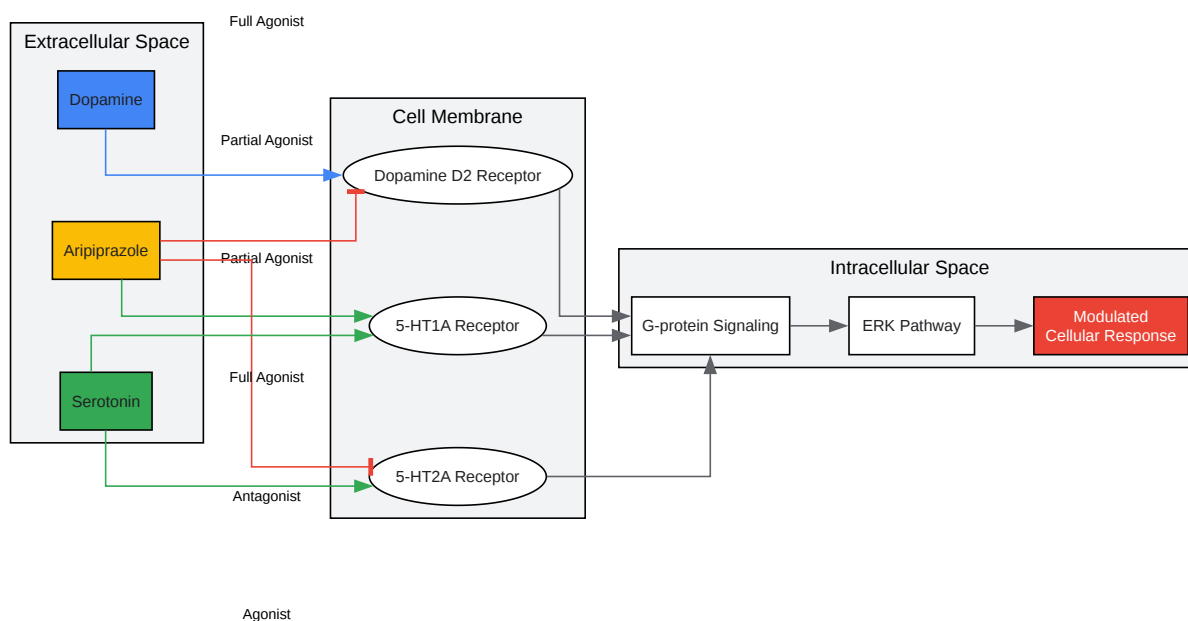 Full Agonist
Extracellular Space
Dopamine
Cell Membrane
Partial Agonist
Dopamine D2 Receptor
Aripiprazole
Partial Agonist
Intracellular Space
5-HT1A Receptor
G-protein Signaling
ERK Pathway
Modulated
Cellular Response
Full Agonist
Serotonin
5-HT2A Receptor
Antagonist
Agonist